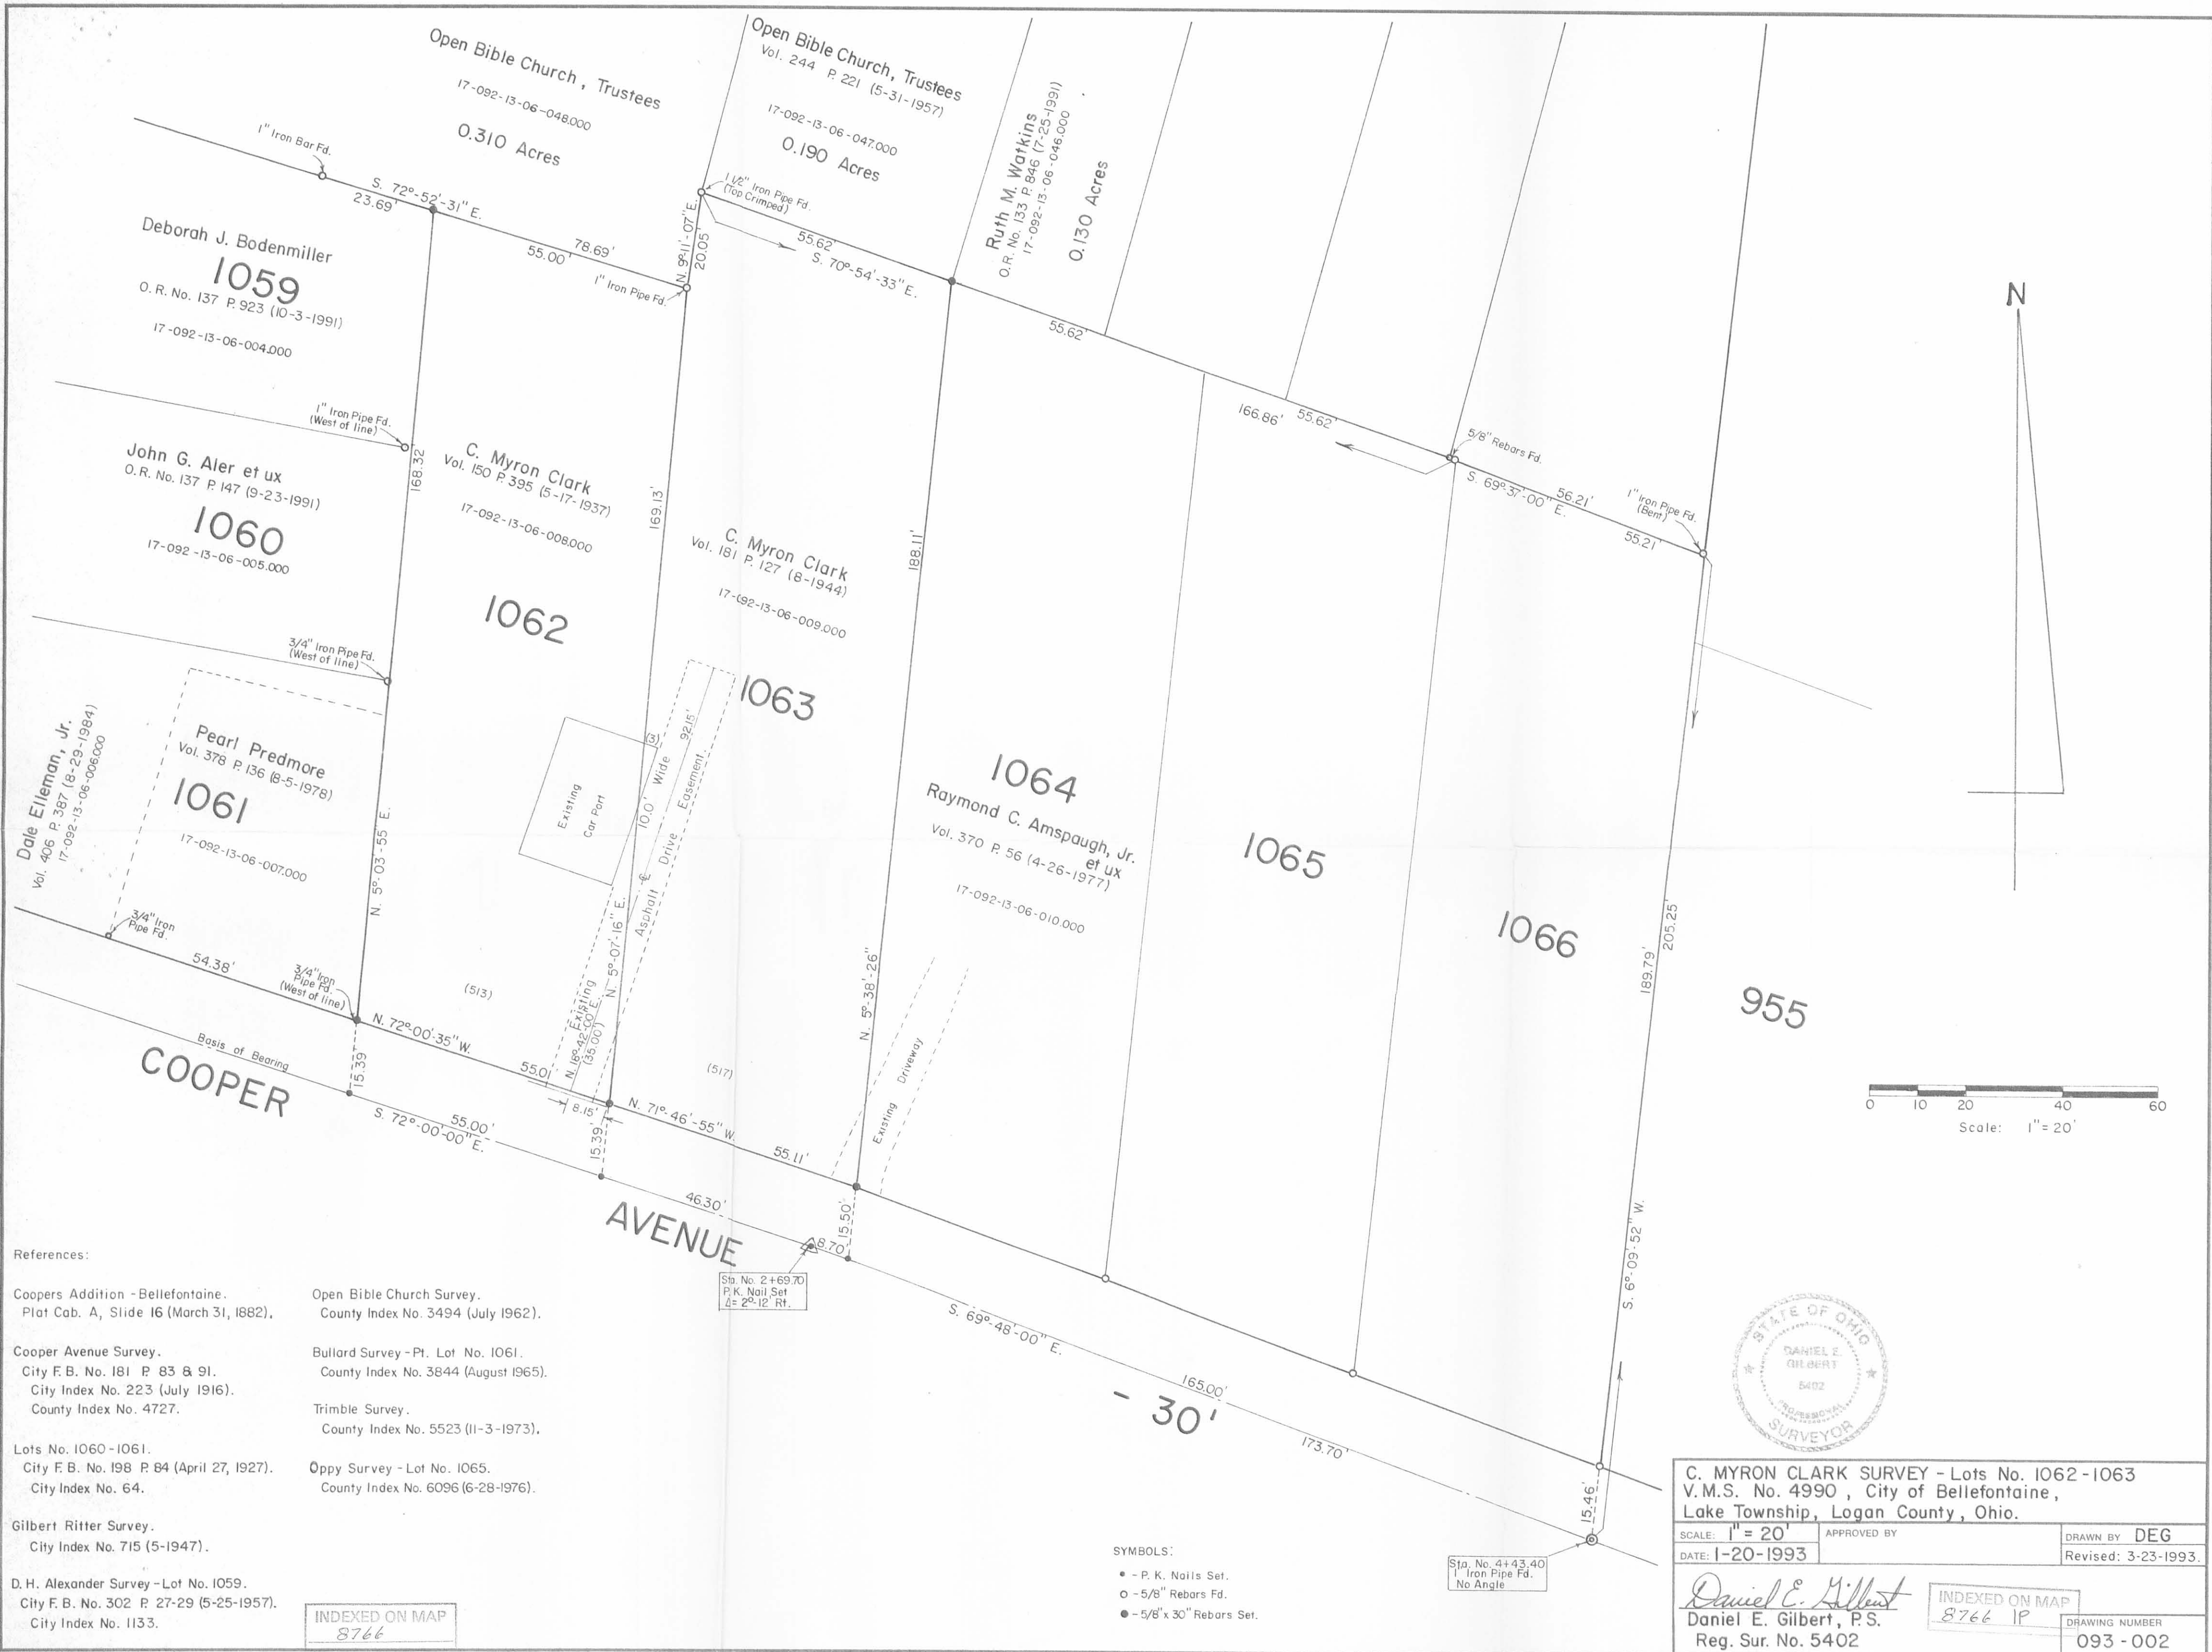 Open Bible Church, Trustees
17-092-13-06-048.000
0.310 Acres
Open Bible Church, Trustees
Vol. 244 P. 221 (5-31-1957)
17-092-13-06-047.000
0.190 Acres
Ruth M. Watkins
O.R. No. 133 P. 846 (7-25-1991)
17-092-13-06-046.000
0.130 Acres
1" Iron Bar Fd.
S. 72°-52'-31" E.
23.69'
78.69'
55.00'
1" Iron Pipe Fd.
N. 9°-11'-07" E.
20.05'
1 1/2" Iron Pipe Fd.
(Top Crimped)
55.62'
S. 70°-54'-33" E.
55.62'
166.86'
55.62'
5/8" Rebars Fd.
S. 69°-37'-00" E.
56.21'
55.21'
1" Iron Pipe Fd.
(Bent)
N
Deborah J. Bodenmiller
1059
O. R. No. 137 P. 923 (10-3-1991)
17-092-13-06-004.000
1" Iron Pipe Fd.
(West of line)
John G. Aler et ux
O. R. No. 137 P. 147 (9-23-1991)
1060
17-092-13-06-005.000
3/4" Iron Pipe Fd.
(West of line)
Dale Elleman, Jr.
Vol. 406 P. 387 (8-29-1984)
17-092-13-06-006.000
Pearl Predmore
Vol. 378 P. 136 (8-5-1978)
1061
17-092-13-06-007.000
3/4" Iron
Pipe Fd.
54.38'
3/4" Iron
Pipe Fd.
(West of line)
168.32'
N. 5°-03'-55 E.
C. Myron Clark
Vol. 150 P. 395 (5-17-1937)
17-092-13-06-008.000
1062
169.13'
N. 5°-07'-16" E.
Existing
Car Port
(3)
10.0' Wide
92.15'
Asphalt Drive Easement
Existing
N. 16°-42'-00" E.
(35.00')
(513)
C. Myron Clark
Vol. 181 P. 127 (8-1944)
17-092-13-06-009.000
1063
188.11'
N. 5°-38'-26"
(517)
1064
Raymond C. Amspaugh, Jr.
et ux
Vol. 370 P. 56 (4-26-1977)
17-092-13-06-010.000
Existing Driveway
1065
1066
955
189.79'
205.25'
S. 6°-09'-52" W.
N. 72°-00'-35" W.
55.01
8.15'
N. 71°-46'-55" W.
55.11'
Basis of Bearing
15.39'
55.00'
S. 72°-00'-00" E.
15.39'
46.30'
8.70'
15.50'
COOPER
AVENUE
- 30'
Sta. No. 2+69.70
P. K. Nail Set
Δ= 2°-12' Rt.
S. 69°-48'-00" E.
165.00'
173.70'
15.46'
Sta. No. 4+43.40
1" Iron Pipe Fd.
No Angle
0 10 20 40 60
Scale: 1"= 20'
References:
Coopers Addition - Bellefontaine.
Plat Cab. A, Slide 16 (March 31, 1882).
Cooper Avenue Survey.
City F. B. No. 181 P. 83 & 91.
City Index No. 223 (July 1916).
County Index No. 4727.
Lots No. 1060-1061.
City F. B. No. 198 P. 84 (April 27, 1927).
City Index No. 64.
Gilbert Ritter Survey.
City Index No. 715 (5-1947).
D. H. Alexander Survey - Lot No. 1059.
City F. B. No. 302 P. 27-29 (5-25-1957).
City Index No. 1133.
Open Bible Church Survey.
County Index No. 3494 (July 1962).
Bullard Survey - Pt. Lot No. 1061.
County Index No. 3844 (August 1965).
Trimble Survey.
County Index No. 5523 (11-3-1973).
Oppy Survey - Lot No. 1065.
County Index No. 6096 (6-28-1976).
INDEXED ON MAP
8766
SYMBOLS:
- P. K. Nails Set.
- 5/8" Rebars Fd.
- 5/8" x 30" Rebars Set.
STATE OF OHIO
DANIEL E.
GILBERT
5402
PROFESSIONAL
SURVEYOR
C. MYRON CLARK SURVEY - Lots No. 1062-1063
V. M. S. No. 4990, City of Bellefontaine,
Lake Township, Logan County, Ohio.
SCALE: 1" = 20'
APPROVED BY
DRAWN BY DEG
DATE: 1-20-1993
Revised: 3-23-1993.
Daniel E. Gilbert
Daniel E. Gilbert, P.S.
Reg. Sur. No. 5402
INDEXED ON MAP
8766 1P
DRAWING NUMBER
093-002